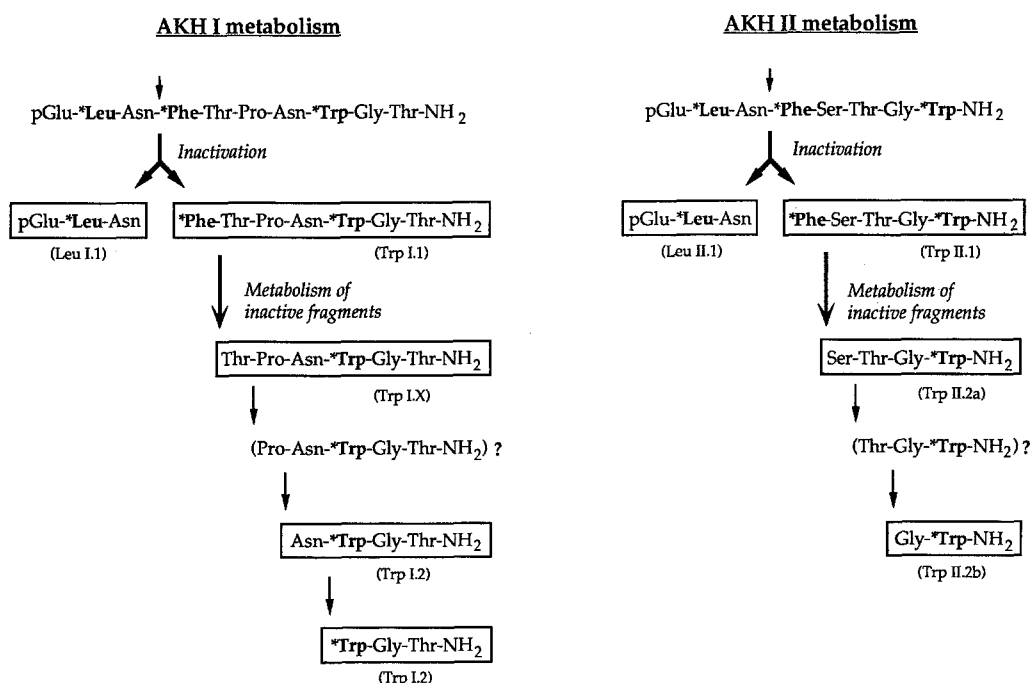 AKH I metabolism
pGlu-*Leu-Asn-*Phe-Thr-Pro-Asn-*Trp-Gly-Thr-NH2
Inactivation
pGlu-*Leu-Asn
(Leu I.1)
*Phe-Thr-Pro-Asn-*Trp-Gly-Thr-NH2
(Trp I.1)
Metabolism of
inactive fragments
Thr-Pro-Asn-*Trp-Gly-Thr-NH2
(Trp I.X)
(Pro-Asn-*Trp-Gly-Thr-NH2) ?
Asn-*Trp-Gly-Thr-NH2
(Trp I.2)
*Trp-Gly-Thr-NH2
(Trp I.2)
AKH II metabolism
pGlu-*Leu-Asn-*Phe-Ser-Thr-Gly-*Trp-NH2
Inactivation
pGlu-*Leu-Asn
(Leu II.1)
*Phe-Ser-Thr-Gly-*Trp-NH2
(Trp II.1)
Metabolism of
inactive fragments
Ser-Thr-Gly-*Trp-NH2
(Trp II.2a)
(Thr-Gly-*Trp-NH2) ?
Gly-*Trp-NH2
(Trp II.2b)